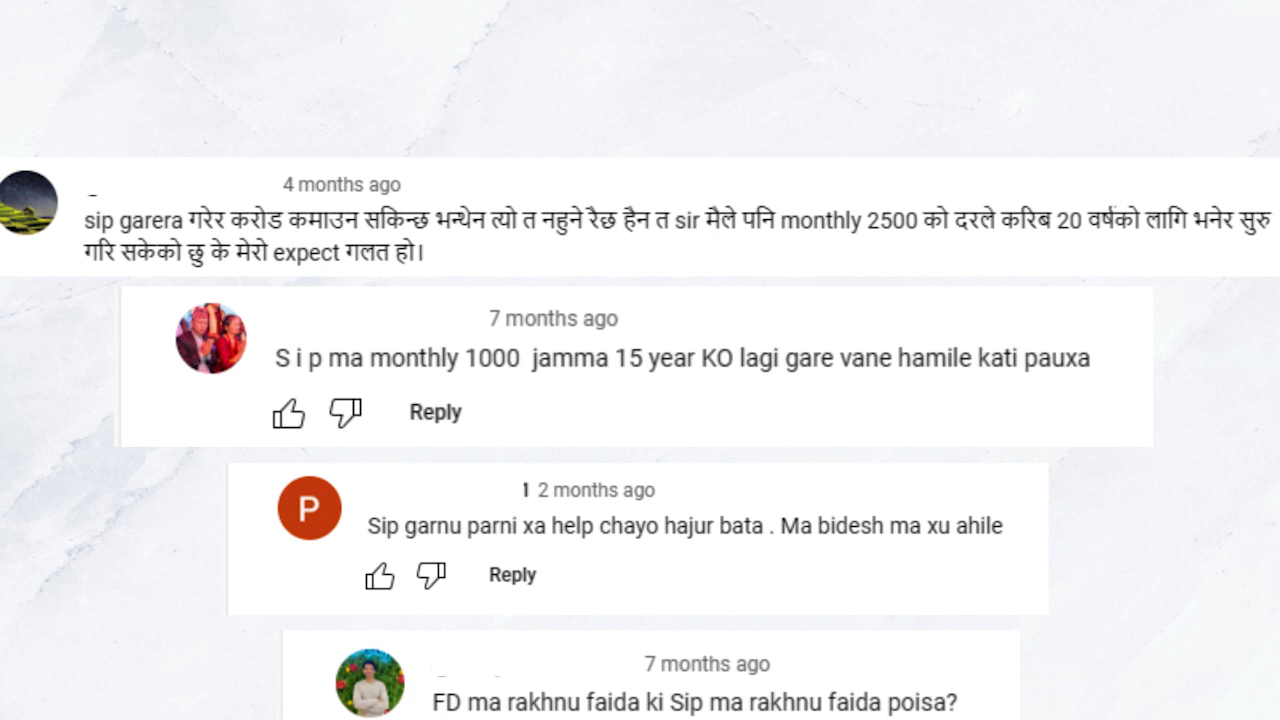 4 months ago
sip garera गरेर करोड कमाउन सकिन्छ भन्थेन त्यो त नहुने रैछ हैन त sir मैले पनि monthly 2500 को दरले करिब 20 वर्षको लागि भनेर सुरु
गरि सकेको छु के मेरो expect गलत हो।
7 months ago
S i p ma monthly 1000 jamma 15 year KO lagi gare vane hamile kati pauxa
Reply
1 2 months ago
P
Sip garnu parni xa help chayo hajur bata . Ma bidesh ma xu ahile
Reply
7 months ago
FD ma rakhnu faida ki Sip ma rakhnu faida poisa?